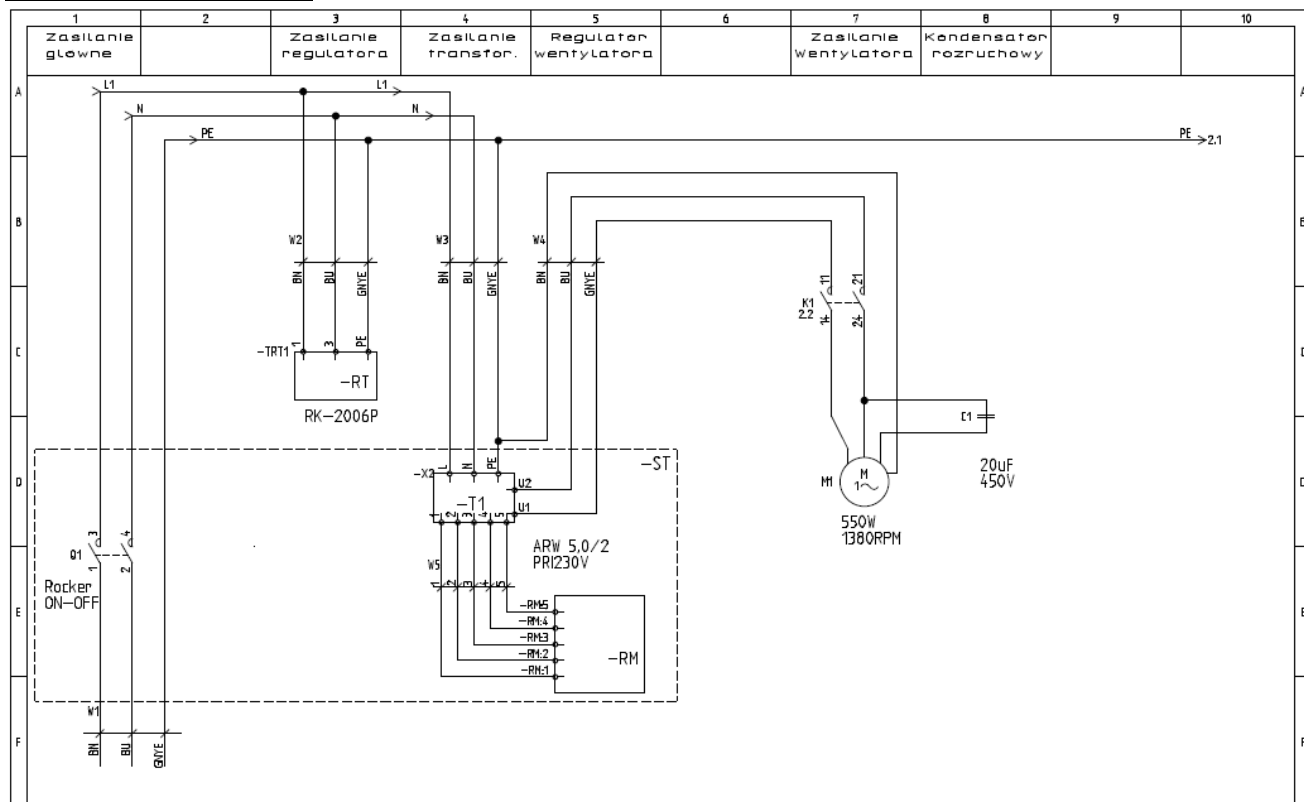 1 2 3 4 5 6 7 8 9 10
Zasilanie główne
Zasilanie regulatora
Zasilanie transfor.
Regulator wentylatora
Zasilanie Wentylatora
Kondensator rozruchowy
A L1 L1 A
N N
PE PE 2.1
B W2 W3 W4 B
BN BU GNYE BN BU GNYE BN BU GNYE
11 21
K1
2.2
14 24
C
-TRT1 1 3 PE
-RT
RK-2006P
C1
20uF
450V
-ST
D -X2 L N PE
U2
-T1
U1
1 2 3 4 5
M1 M
1~
550W
1380RPM
ARW 5,0/2
PRI230V
3 4
Q1
1 2
Rocker
ON-OFF
W5
1 2 3 4 5
E
-RM:5
-RM:4
-RM:3
-RM:2
-RM:1
-RM
W1
F BN BU GNYE F